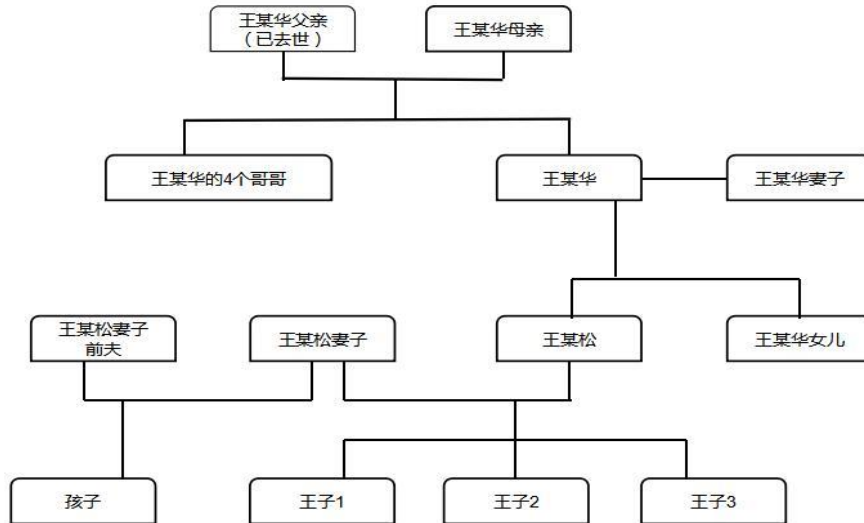 王某华父亲
（已去世）
王某华母亲
王某华的4个哥哥
王某华
王某华妻子
王某松妻子
前夫
王某松妻子
王某松
王某华女儿
孩子
王子1
王子2
王子3